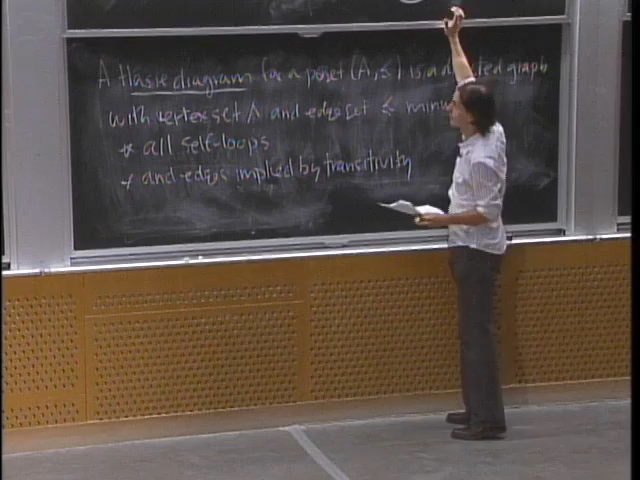 A Hasse diagram for a poset (A, ≤) is a directed graph
with vertex set A and edge set ≤ minus
* all self-loops
* and edges implied by transitivity